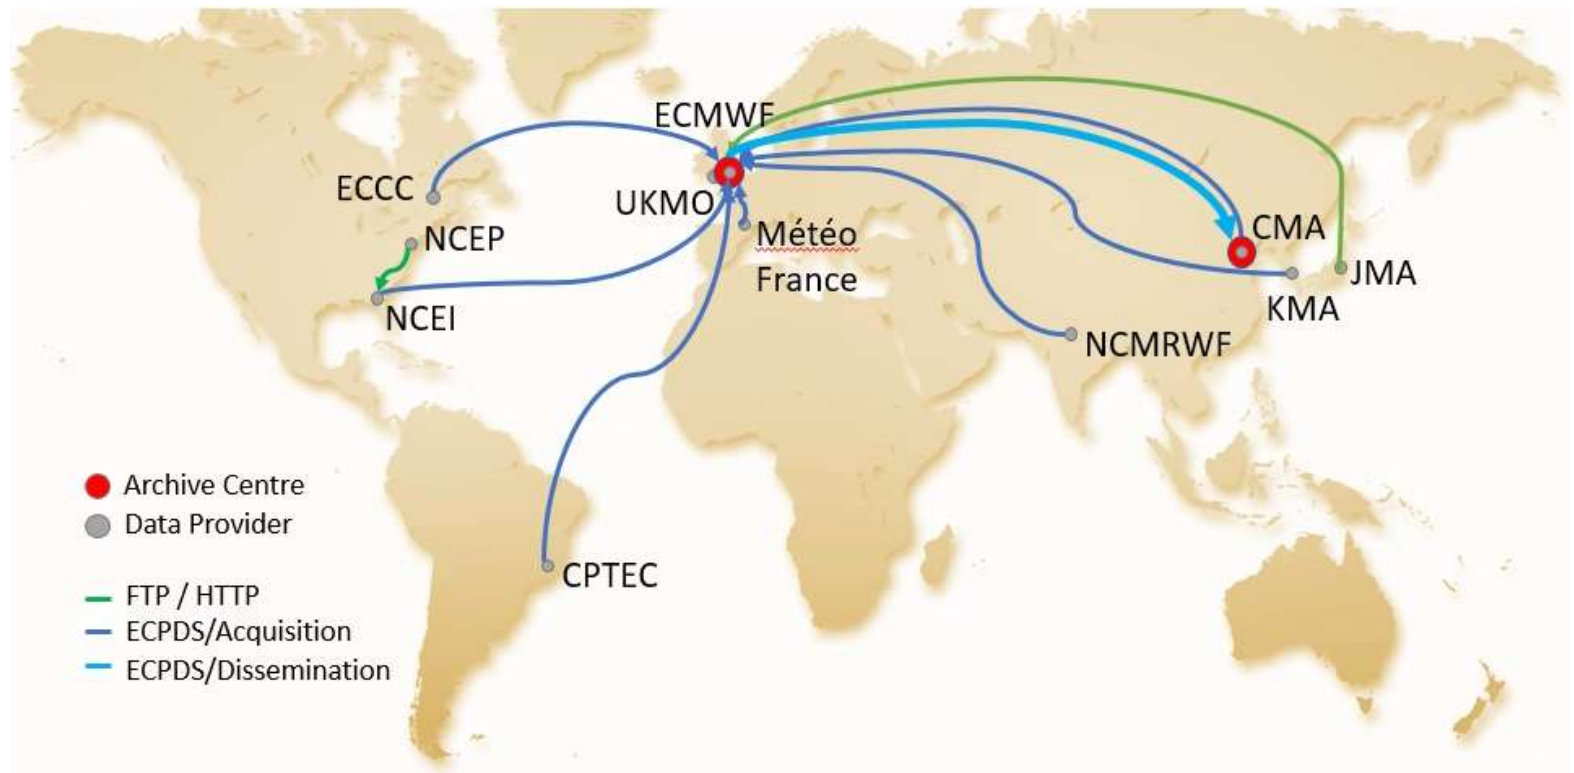 ECMWF
ECCC
UKMO
NCEP
Météo
France
CMA
JMA
KMA
NCEI
NCMRWF
CPTEC
Archive Centre
Data Provider
FTP / HTTP
ECPDS/Acquisition
ECPDS/Dissemination